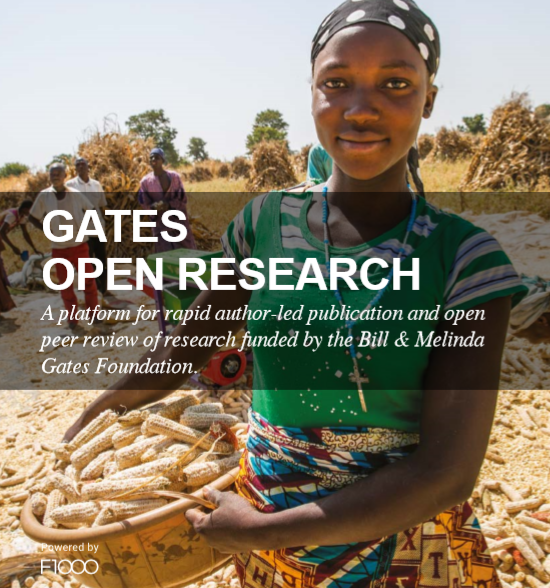 GATES
OPEN RESEARCH
A platform for rapid author-led publication and open
peer review of research funded by the Bill & Melinda
Gates Foundation.
Powered by
F1000